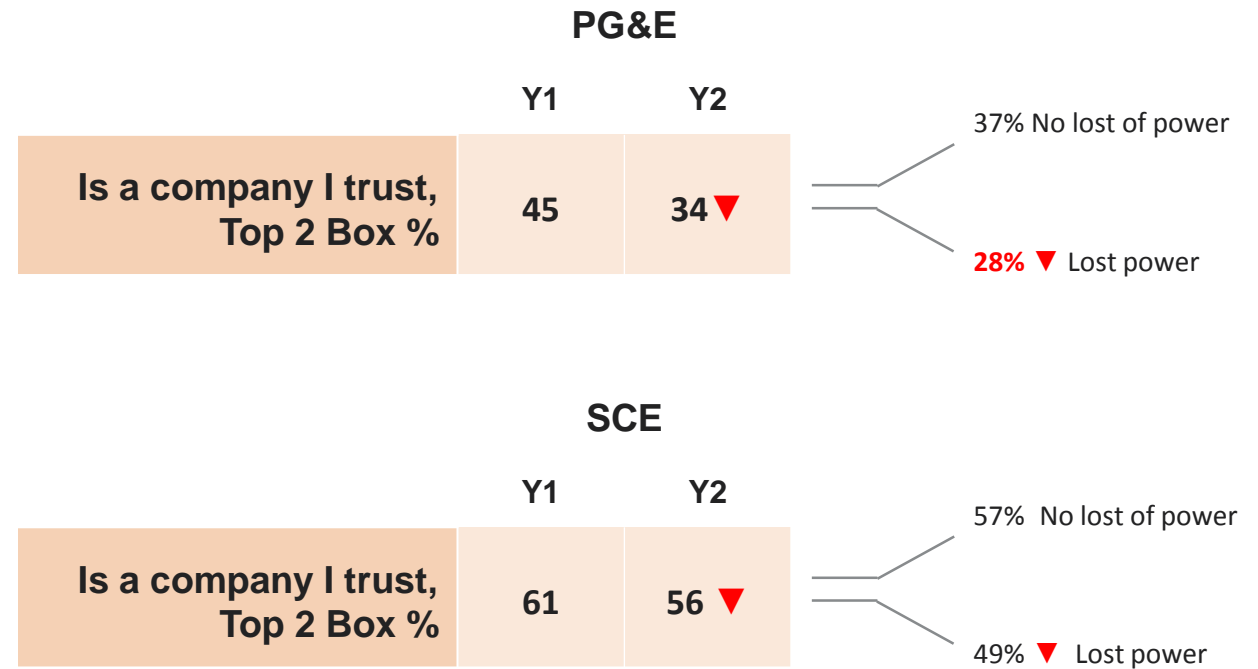 PG&E
Y1 Y2
37% No lost of power
Is a company I trust,
Top 2 Box %
45 34 ▼
28% ▼ Lost power
SCE
Y1 Y2
57% No lost of power
Is a company I trust,
Top 2 Box %
61 56 ▼
49% ▼ Lost power